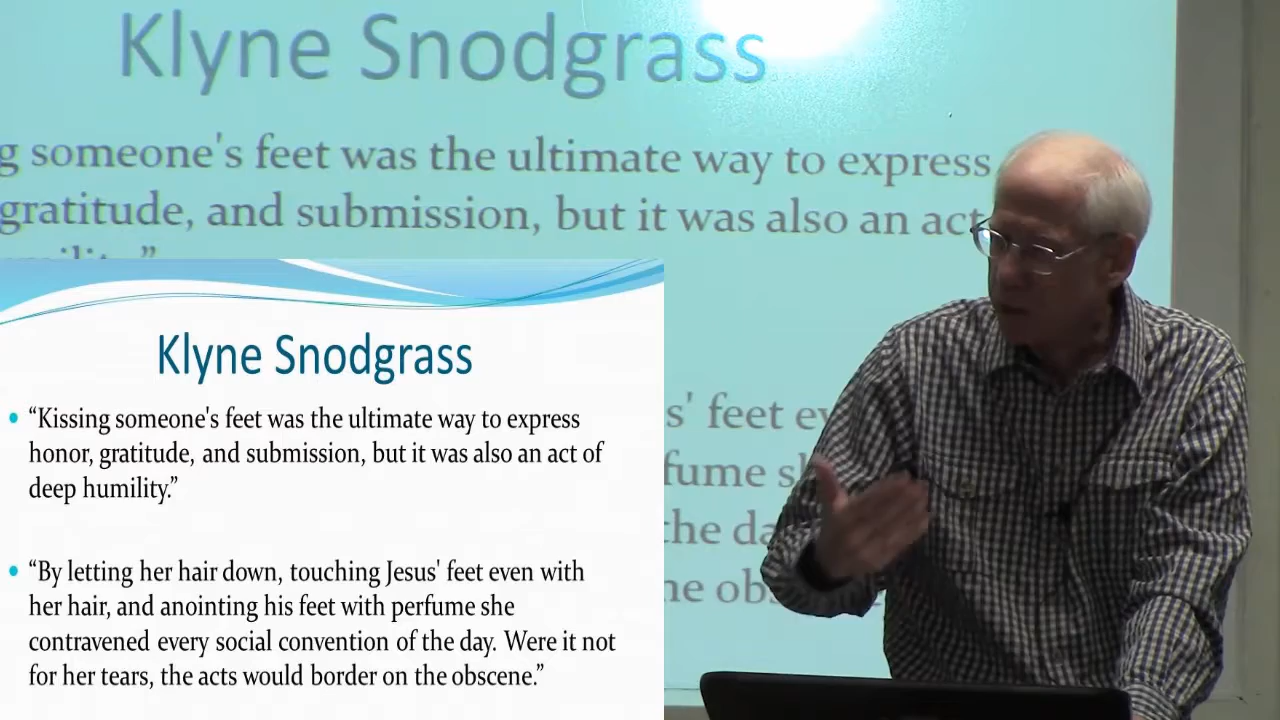 Klyne Snodgrass
g someone's feet was the ultimate way to express
gratitude, and submission, but it was also an act
Klyne Snodgrass
• “Kissing someone's feet was the ultimate way to express
honor, gratitude, and submission, but it was also an act of
deep humility.”
• “By letting her hair down, touching Jesus' feet even with
her hair, and anointing his feet with perfume she
contravened every social convention of the day. Were it not
for her tears, the acts would border on the obscene.”
s' feet